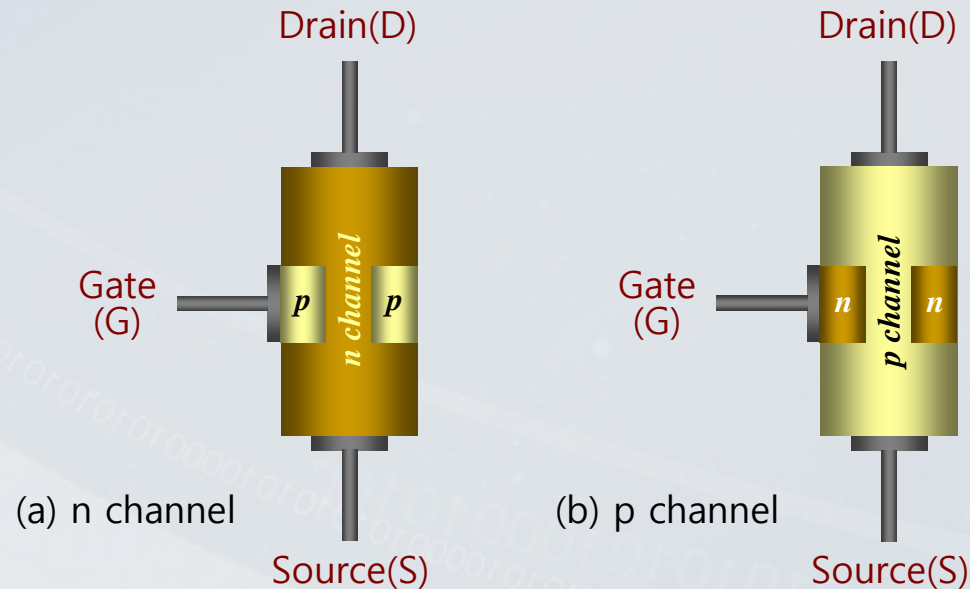 Drain(D)
Drain(D)
n channel
p channel
Gate
(G)
p
p
Gate
(G)
n
n
(a) n channel
(b) p channel
Source(S)
Source(S)